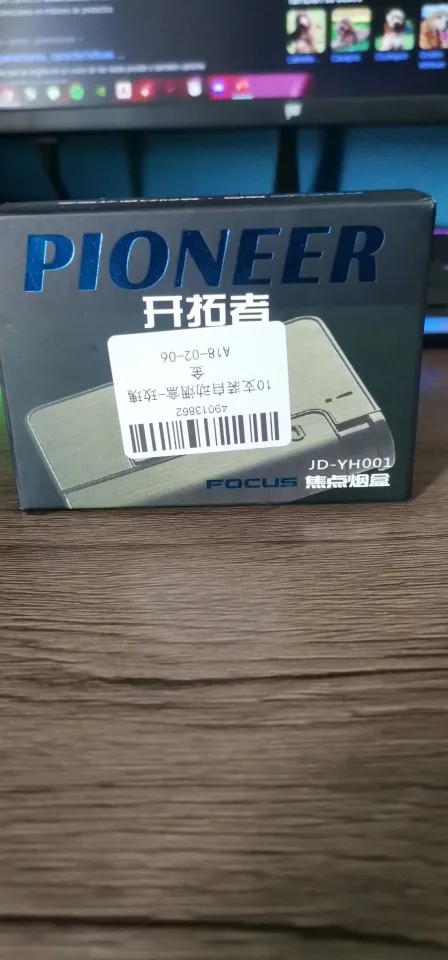 PIONEER
开拓者
49013862
10支装自动烟盒-玫瑰
金
A18-02-06
JD-YH001
FOCUS 焦点烟盒